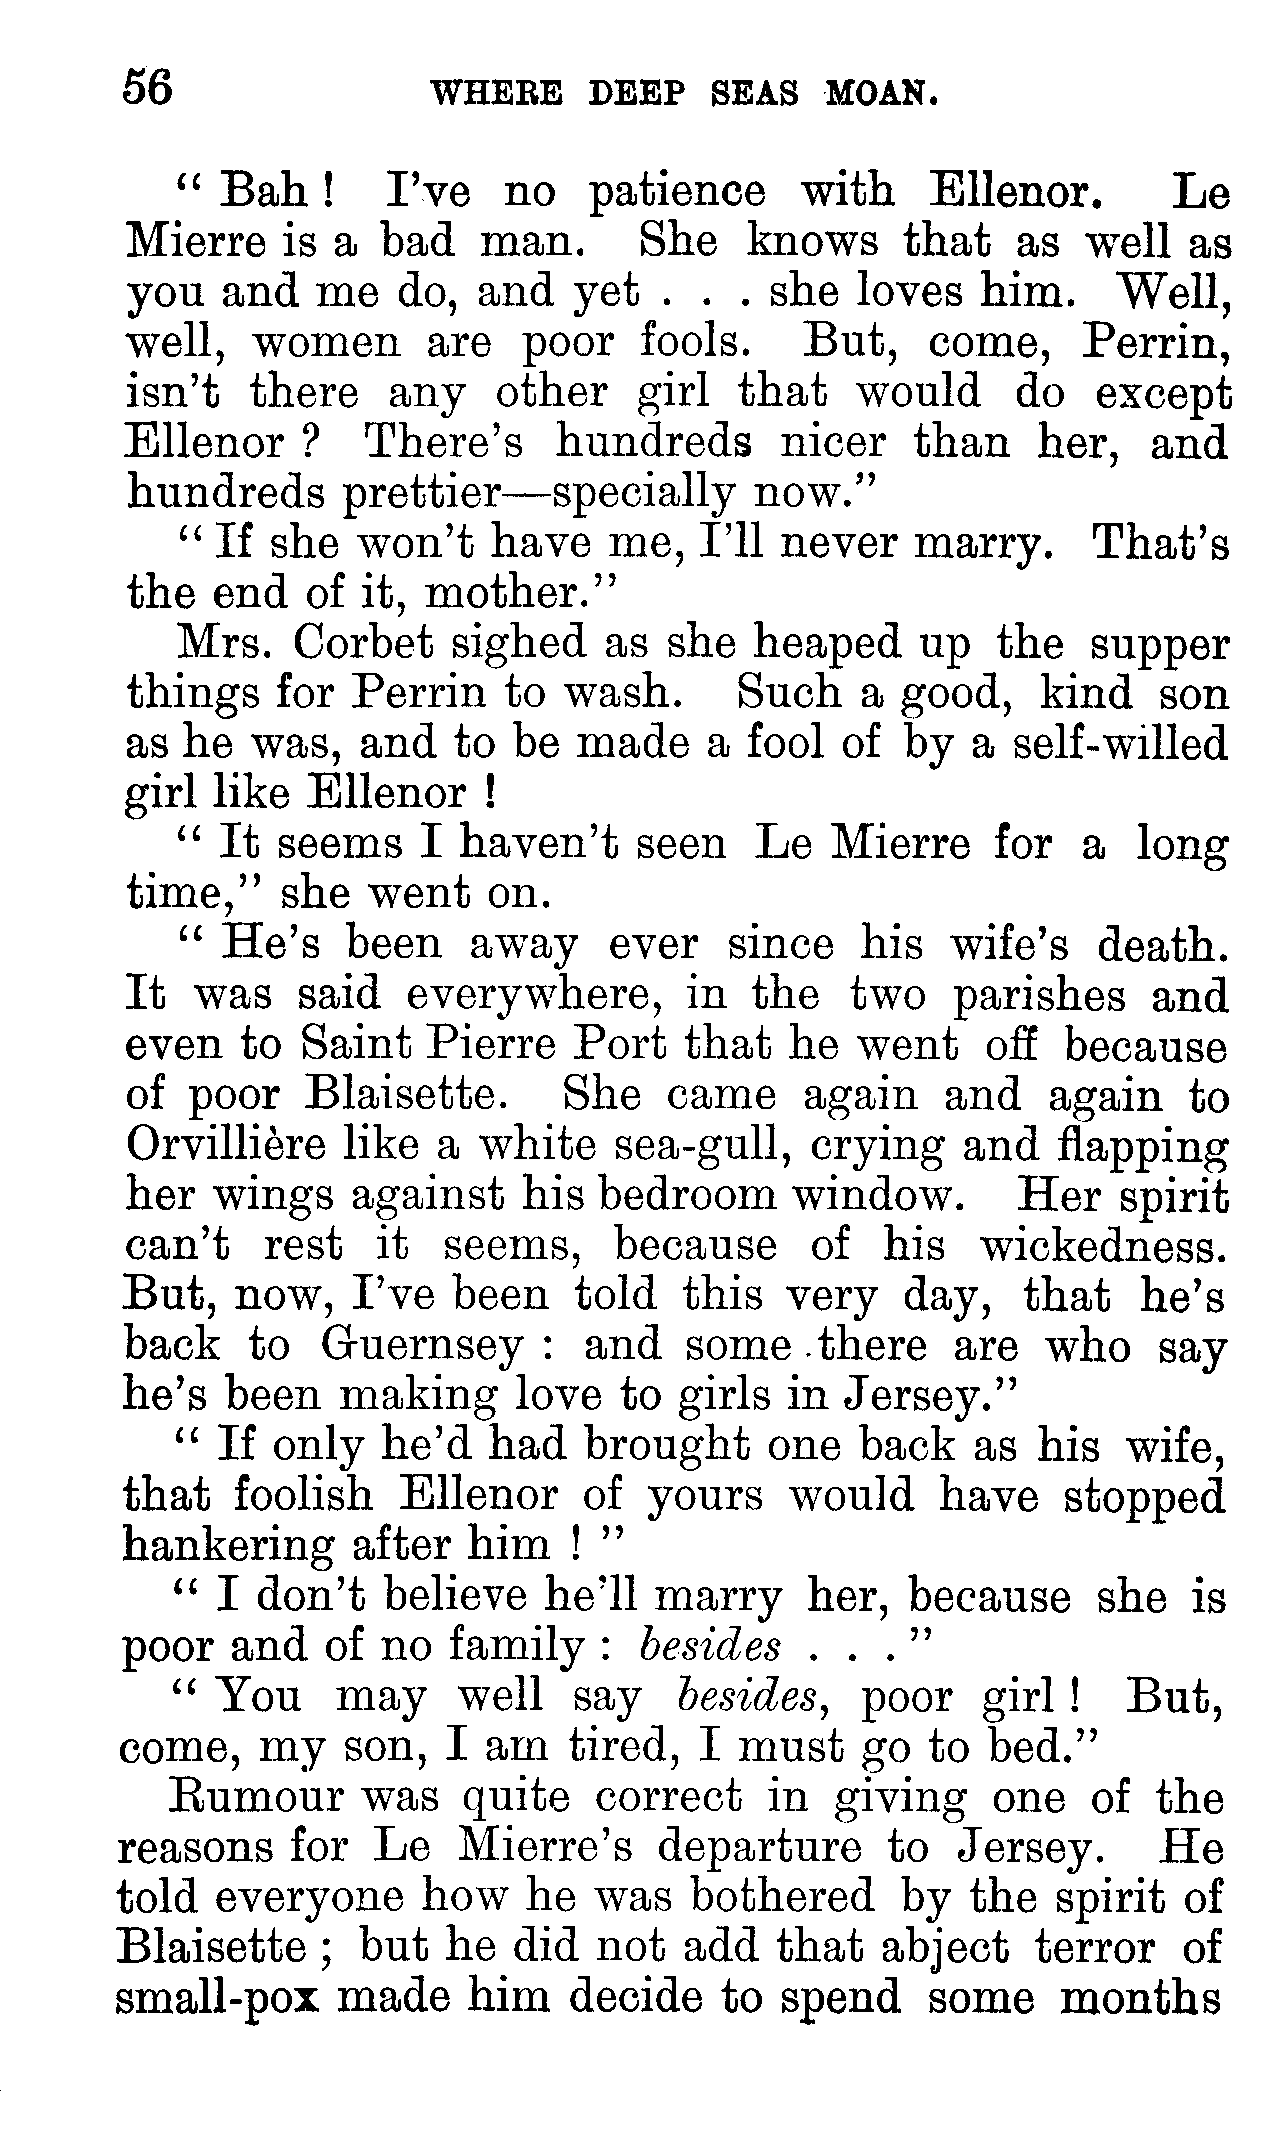 56 WHERE DEEP SEAS MOAN.
“ Bah ! I’ve no patience with Ellenor. Le
Mierre is a bad man. She knows that as well as
you and me do, and yet . . . she loves him. Well,
well, women are poor fools. But, come, Perrin,
isn’t there any other girl that would do except
Ellenor ? There’s hundreds nicer than her, and
hundreds prettier—specially now.”
“ If she won’t have me, I’ll never marry. That’s
the end of it, mother.”
Mrs. Corbet sighed as she heaped up the supper
things for Perrin to wash. Such a good, kind son
as he was, and to be made a fool of by a self-willed
girl like Ellenor !
“ It seems I haven’t seen Le Mierre for a long
time,” she went on.
“ He’s been away ever since his wife’s death.
It was said everywhere, in the two parishes and
even to Saint Pierre Port that he went off because
of poor Blaisette. She came again and again to
Orvillière like a white sea-gull, crying and flapping
her wings against his bedroom window. Her spirit
can’t rest it seems, because of his wickedness.
But, now, I’ve been told this very day, that he’s
back to Guernsey : and some there are who say
he’s been making love to girls in Jersey.”
“ If only he’d had brought one back as his wife,
that foolish Ellenor of yours would have stopped
hankering after him ! ”
“ I don’t believe he’ll marry her, because she is
poor and of no family : besides . . . ”
“ You may well say besides, poor girl ! But,
come, my son, I am tired, I must go to bed.”
Rumour was quite correct in giving one of the
reasons for Le Mierre’s departure to Jersey. He
told everyone how he was bothered by the spirit of
Blaisette ; but he did not add that abject terror of
small-pox made him decide to spend some months